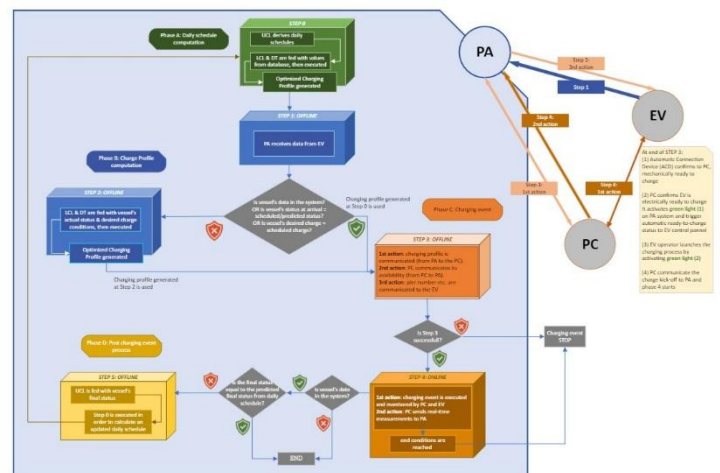 STEP 0
Phase A: Daily schedule
computation
UCL derives daily
schedules
LCL & DT are fed with values
from database, then executed
Optimized Charging
Profile generated
STEP 1: OFFLINE
PA receives data from EV
Phase B: Charge Profile
computation
STEP 2: OFFLINE
LCL & DT are fed with vessel's
actual status & desired charge
conditions, then executed
Optimized Charging
Profile generated
Is vessel's data in the system?
OR Is vessel's status at arrival =
scheduled/predicted status?
OR Is vessel's desired charge =
scheduled charge?
Charging profile generated
at Step 0 is used
Charging profile generated
at Step 2 is used
Phase C: Charging event
STEP 3: OFFLINE
1st action: charging profile is
communicated (from PA to the PC).
2nd action: PC communicates its
availability (from PC to PA).
3rd action: pier number etc. are
communicated to the EV
Is Step 3
successful?
Charging event
STOP
Phase D: Post charging event
process
STEP 5: OFFLINE
UCL is fed with vessel's
final status
Step 0 is executed in
order to calculate an
updated daily schedule
Is the final status
equal to the predicted
final status from daily
schedule?
Is vessel's data
in the system?
END
STEP 4: ONLINE
1st action: charging event is executed
and monitored by PC and EV
2nd action: PC sends real-time
measurements to PA
end conditions are
reached
PA
EV
PC
Step 3:
3rd action
Step 1
Step 4:
2nd action
Step 3:
1st action
Step 4:
1st action
At end of STEP 3:
(1) Automatic Connection
Device (ACD) confirms to PC,
mechanically ready to
charge
(2) PC confirms EV is
electrically ready to charge
& activates green light (1)
on PA system and trigger
automatic ready-to-charge
status to EV control pannel
(3) EV operator launches the
charging process by
activating green light (2)
(4) PC communicate the
charge kick-off to PA and
phase 4 starts